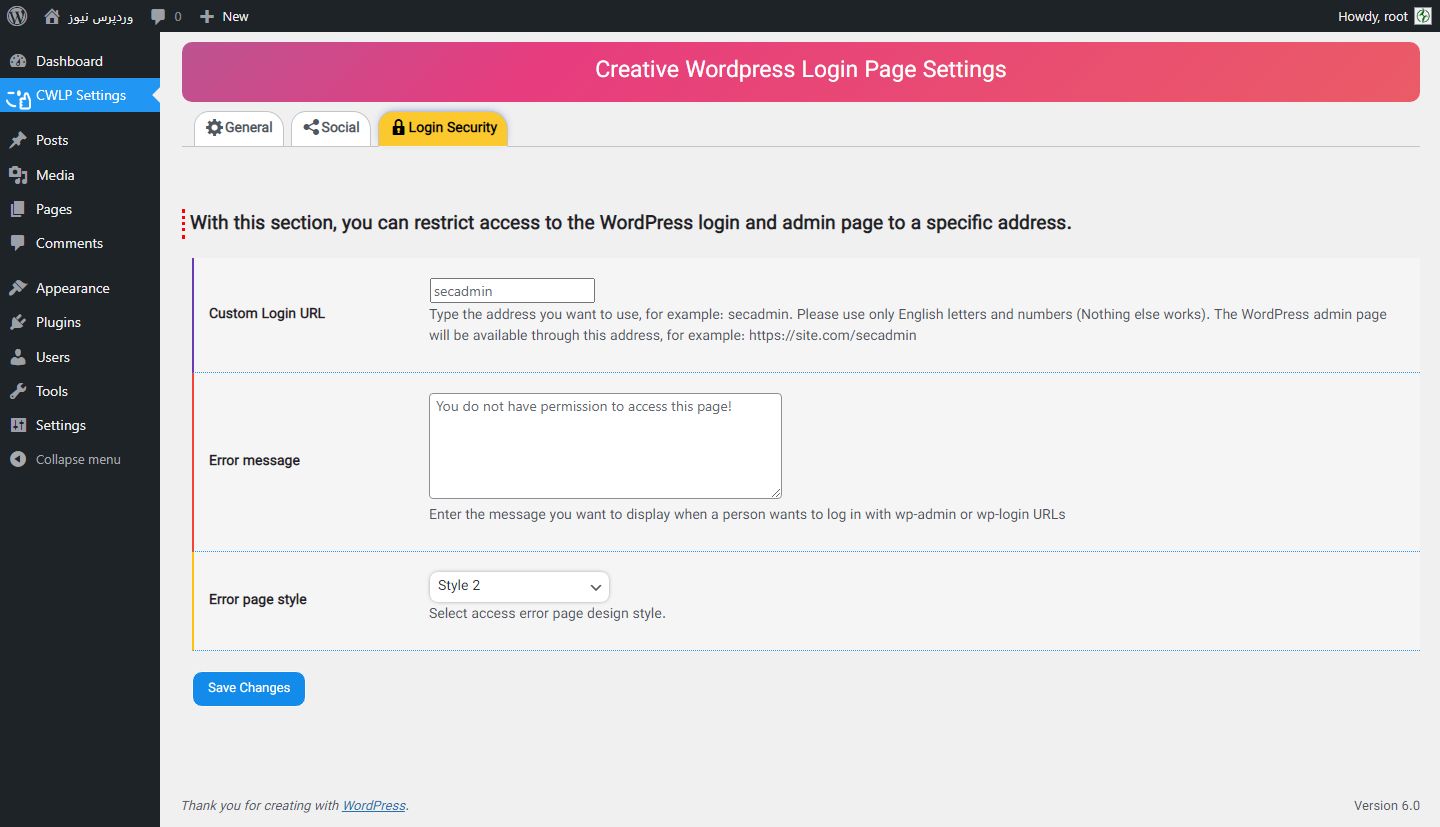 وردپرس نیوز 0 New Howdy, root
Dashboard
CWLP Settings
Posts
Media
Pages
Comments
Appearance
Plugins
Users
Tools
Settings
Collapse menu
Creative Wordpress Login Page Settings
General Social Login Security
With this section, you can restrict access to the WordPress login and admin page to a specific address.
Custom Login URL
secadmin
Type the address you want to use, for example: secadmin. Please use only English letters and numbers (Nothing else works). The WordPress admin page
will be available through this address, for example: https://site.com/secadmin
Error message
You do not have permission to access this page!
Enter the message you want to display when a person wants to log in with wp-admin or wp-login URLs
Error page style
Style 2
Select access error page design style.
Save Changes
Thank you for creating with WordPress.
Version 6.0